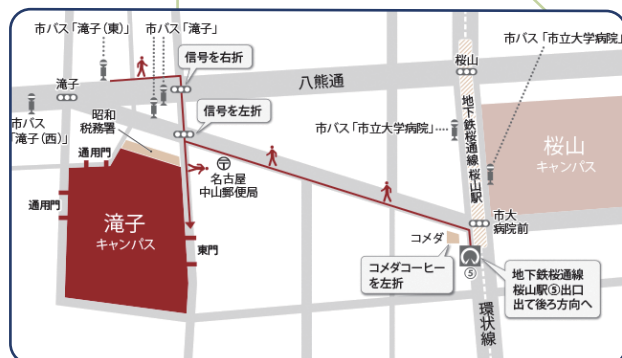 市バス「滝子(東)」
市バス「滝子」
信号を右折
市バス「市立大学病院」
滝子
桜山
八熊通
信号を左折
昭和
税務署
市バス
「滝子(西)」
市バス「市立大学病院」
地下鉄桜通線 桜山駅
桜山
キャンパス
通用門
名古屋
中山郵便局
通用門
滝子
キャンパス
東門
市大
病院前
コメダ
コメダコーヒー
を左折
⑤
地下鉄桜通線
桜山駅⑤出口
出て後ろ方向へ
環状線